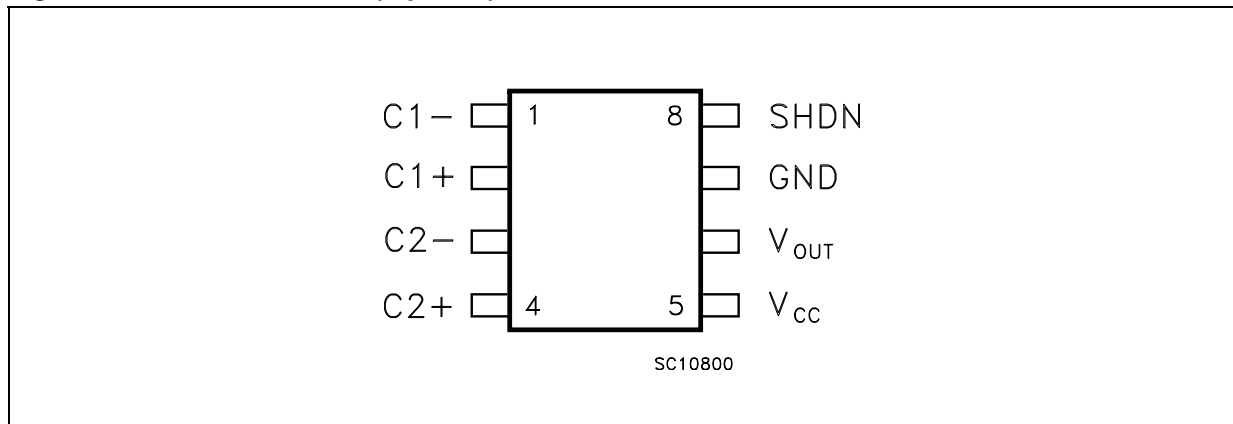 C1- 1 8 SHDN
C1+ GND
C2- VOUT
C2+ 4 5 VCC
SC10800